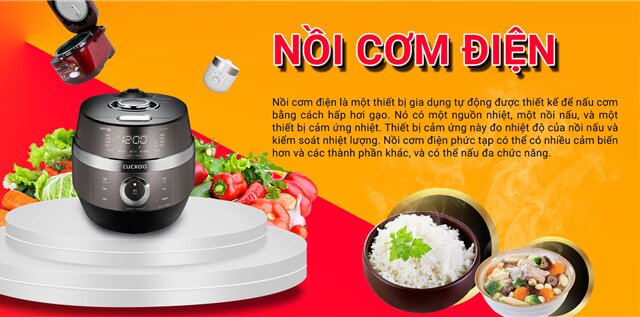 NỒI CƠM ĐIỆN
Nồi cơm điện là một thiết bị gia dụng tự động được thiết kế để nấu cơm
bằng cách hấp hơi gạo. Nó có một nguồn nhiệt, một nồi nấu, và một
thiết bị cảm ứng nhiệt. Thiết bị cảm ứng này đo nhiệt độ của nồi nấu và
kiểm soát nhiệt lượng. Nồi cơm điện phức tạp có thể có nhiều cảm biến
hơn và các thành phần khác, và có thể nấu đa chức năng.
12:00
CUCKOO